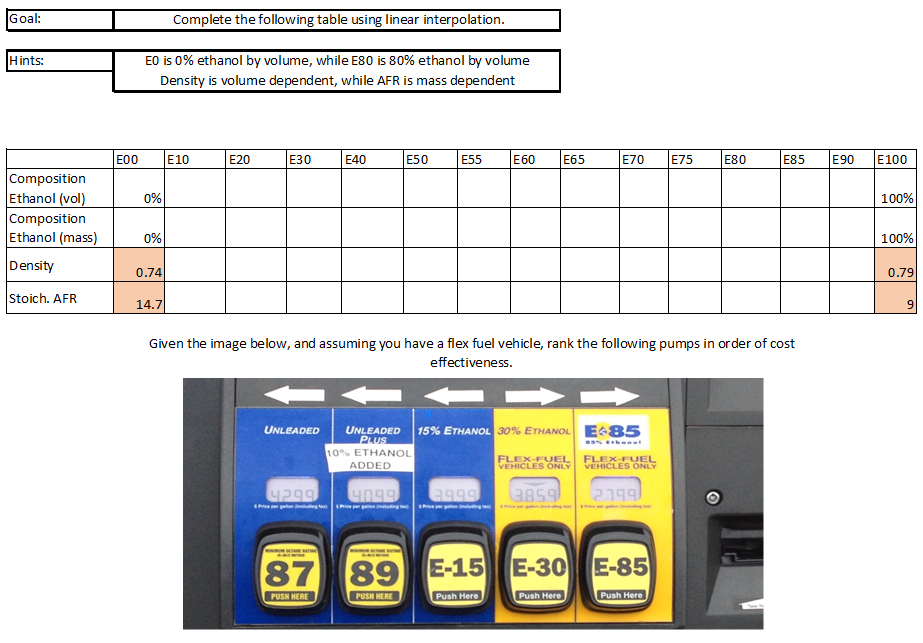 Goal:
Complete the following table using linear interpolation.
Hints:
E0 is 0% ethanol by volume, while E80 is 80% ethanol by volume
Density is volume dependent, while AFR is mass dependent
E00 E10 E20 E30 E40 E50 E55 E60 E65 E70 E75 E80 E85 E90 E100
Composition
Ethanol (vol) 0% 100%
Composition
Ethanol (mass) 0% 100%
Density 0.74 0.79
Stoich. AFR 14.7 9
Given the image below, and assuming you have a flex fuel vehicle, rank the following pumps in order of cost
effectiveness.
UNLEADED
UNLEADED
PLUS
10% ETHANOL
ADDED
15% ETHANOL
30% ETHANOL
FLEX-FUEL
VEHICLES ONLY
E85
85% Ethanol
FLEX-FUEL
VEHICLES ONLY
4299
4099
3999
3859
2799
$ Price per gallon (including tax)
$ Price per gallon (including tax)
$ Price per gallon (including tax)
$ Price per gallon (including tax)
$ Price per gallon (including tax)
MINIMUM OCTANE RATING
87
PUSH HERE
MINIMUM OCTANE RATING
89
PUSH HERE
E-15
Push Here
E-30
Push Here
E-85
Push Here